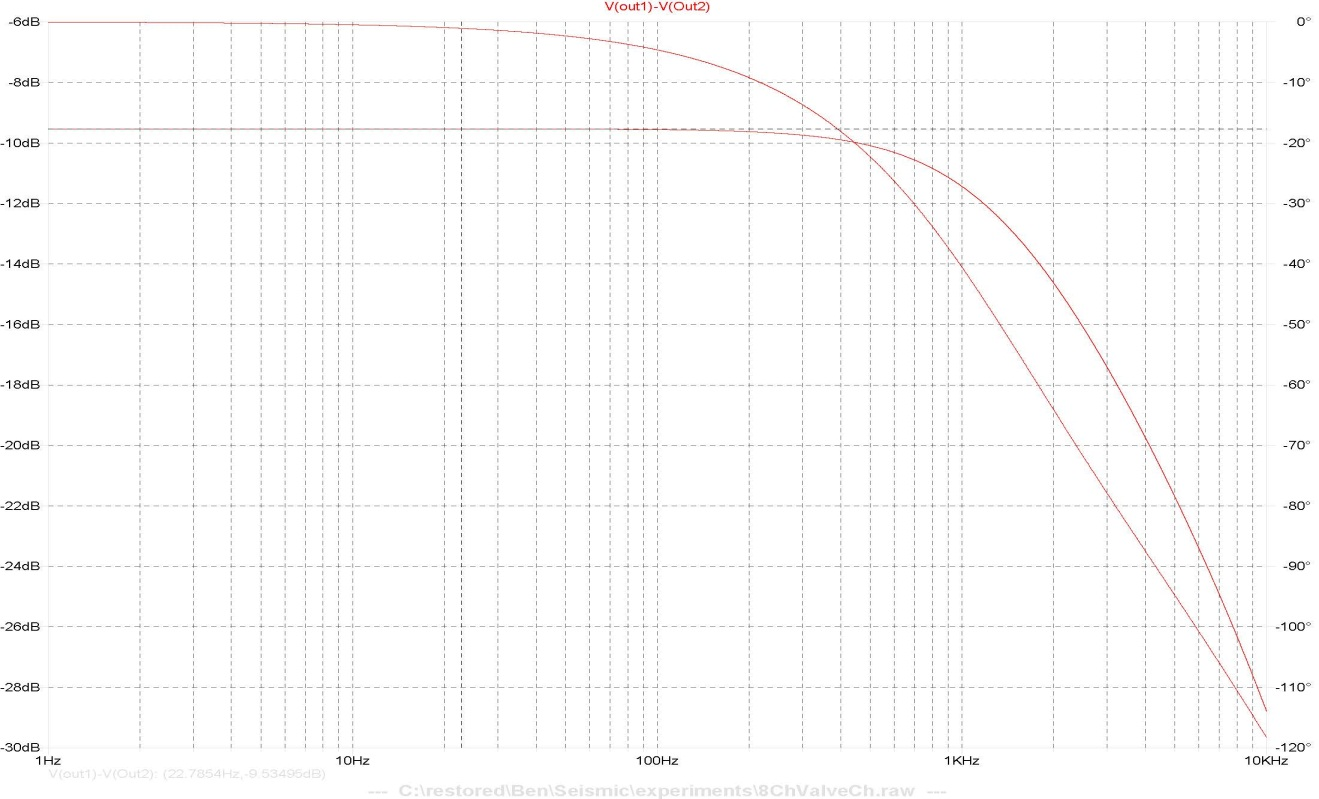 V(out1)-V(Out2)
-6dB
0°
-8dB
-10°
-10dB
-20°
-12dB
-30°
-14dB
-40°
-16dB
-50°
-18dB
-60°
-20dB
-70°
-22dB
-80°
-24dB
-90°
-26dB
-100°
-28dB
-110°
-30dB
-120°
1Hz 10Hz 100Hz 1KHz 10KHz
V(out1)-V(Out2): (22.7854Hz,-9.53495dB)
--- C:\restored\Ben\Seismic\experiments\8ChValveCh.raw ---